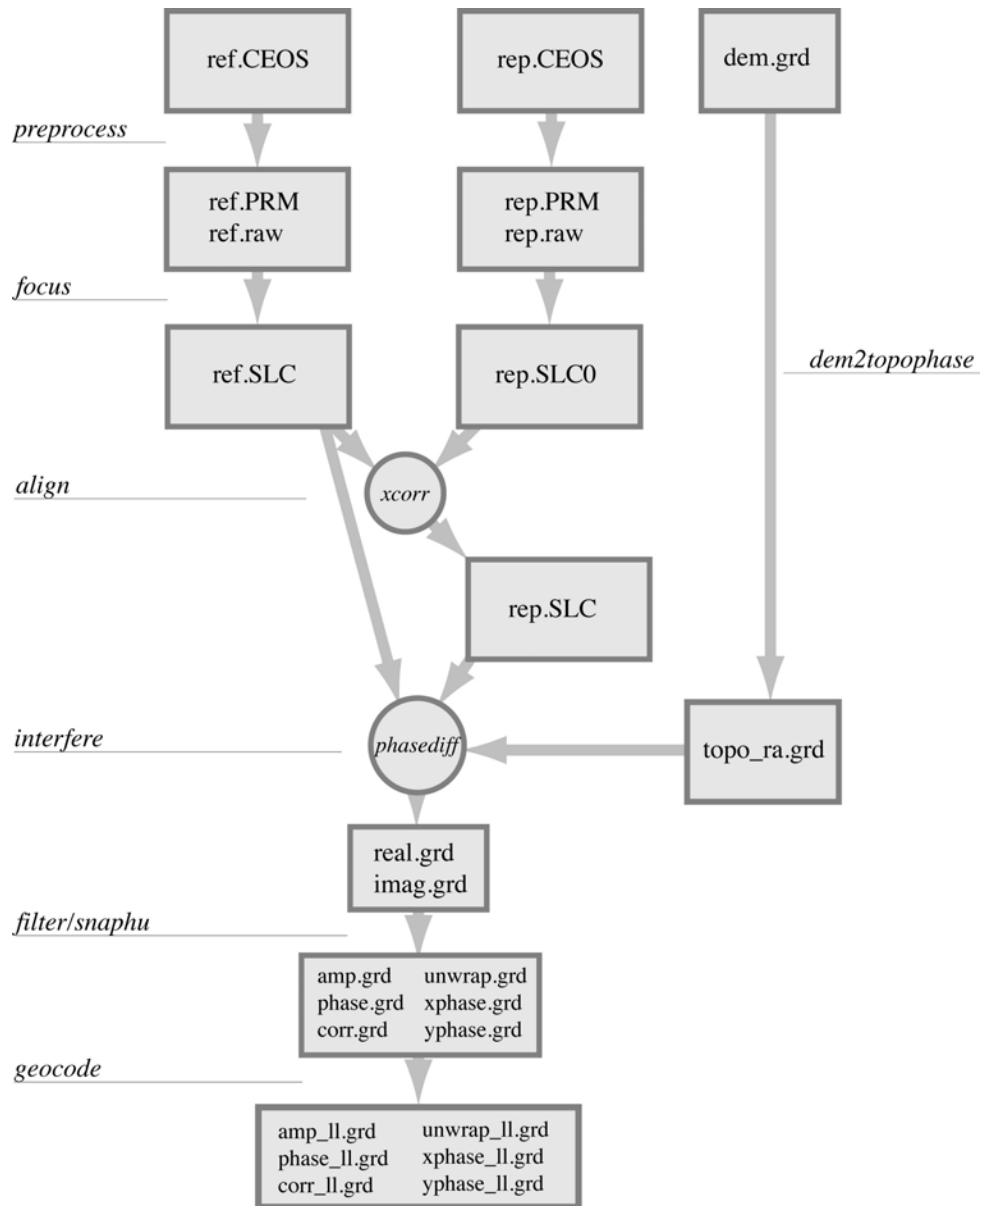 ref.CEOS
rep.CEOS
dem.grd
preprocess
ref.PRM
ref.raw
rep.PRM
rep.raw
focus
ref.SLC
rep.SLC0
dem2topophase
align
xcorr
rep.SLC
interfere
phasediff
topo_ra.grd
real.grd
imag.grd
filter/snaphu
amp.grd unwrap.grd
phase.grd xphase.grd
corr.grd yphase.grd
geocode
amp_ll.grd unwrap_ll.grd
phase_ll.grd xphase_ll.grd
corr_ll.grd yphase_ll.grd